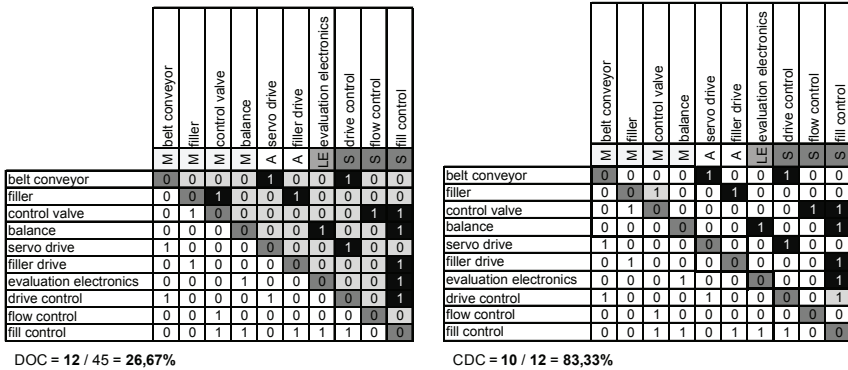 belt conveyor
filler
control valve
balance
servo drive
filler drive
evaluation electronics
drive control
flow control
fill control
M M M M A A LE S S S
belt conveyor 0 0 0 0 1 0 0 1 0 0
filler 0 0 1 0 0 1 0 0 0 0
control valve 0 1 0 0 0 0 0 0 1 1
balance 0 0 0 0 0 0 1 0 0 1
servo drive 1 0 0 0 0 0 0 1 0 0
filler drive 0 1 0 0 0 0 0 0 0 1
evaluation electronics 0 0 0 1 0 0 0 0 0 1
drive control 1 0 0 0 1 0 0 0 0 1
flow control 0 0 1 0 0 0 0 0 0 0
fill control 0 0 1 1 0 1 1 1 0 0
DOC = 12 / 45 = 26,67%
belt conveyor
filler
control valve
balance
servo drive
filler drive
evaluation electronics
drive control
flow control
fill control
M M M M A A LE S S S
belt conveyor 0 0 0 0 1 0 0 1 0 0
filler 0 0 1 0 0 1 0 0 0 0
control valve 0 1 0 0 0 0 0 0 1 1
balance 0 0 0 0 0 0 1 0 0 1
servo drive 1 0 0 0 0 0 0 1 0 0
filler drive 0 1 0 0 0 0 0 0 0 1
evaluation electronics 0 0 0 1 0 0 0 0 0 1
drive control 1 0 0 0 1 0 0 0 0 1
flow control 0 0 1 0 0 0 0 0 0 0
fill control 0 0 1 1 0 1 1 1 0 0
CDC = 10 / 12 = 83,33%